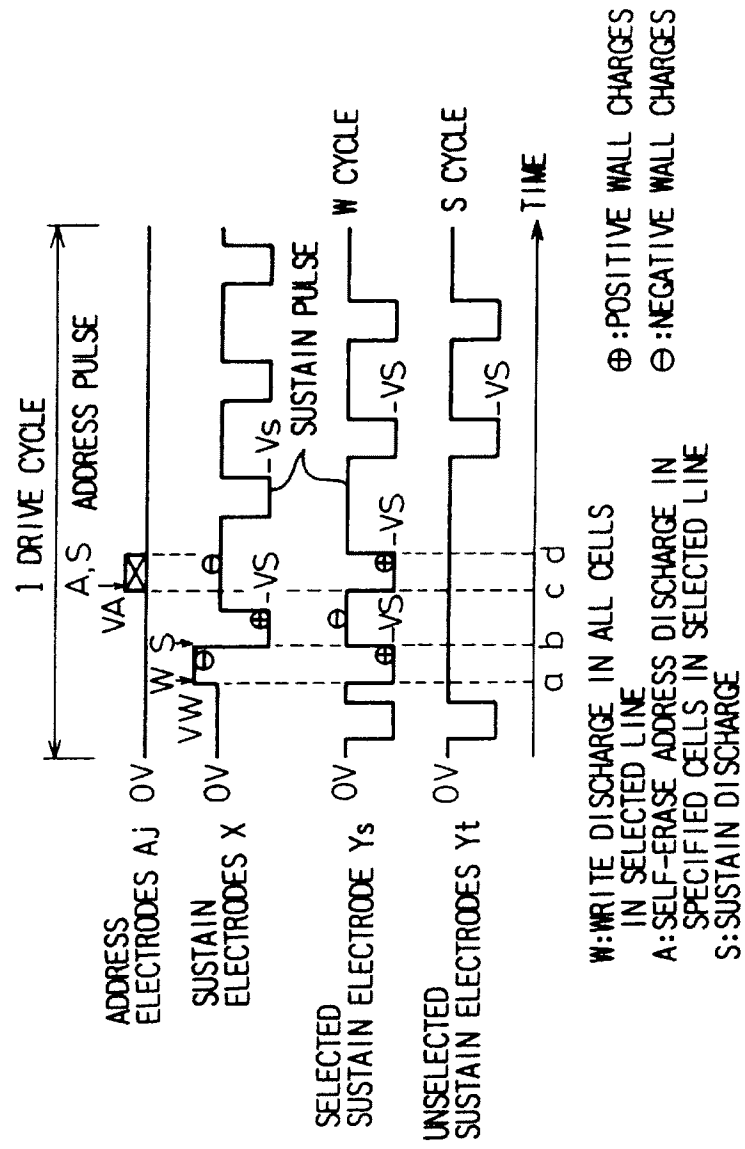 1 DRIVE CYCLE
A,S ADDRESS PULSE
VA
ADDRESS
ELECTRODES Aj 0V
W S
VW
SUSTAIN
ELECTRODES X 0V
⊖ ⊕ ⊖
-VS -Vs
SUSTAIN PULSE
SELECTED
SUSTAIN ELECTRODE Ys 0V
⊕ ⊖ ⊕
-VS -VS -VS
W CYCLE
UNSELECTED
SUSTAIN ELECTRODES Yt 0V
-VS
S CYCLE
a b c d TIME
W:WRITE DISCHARGE IN ALL CELLS
IN SELECTED LINE
A:SELF-ERASE ADDRESS DISCHARGE IN
SPECIFIED CELLS IN SELECTED LINE
S:SUSTAIN DISCHARGE
⊕:POSITIVE WALL CHARGES
⊖:NEGATIVE WALL CHARGES